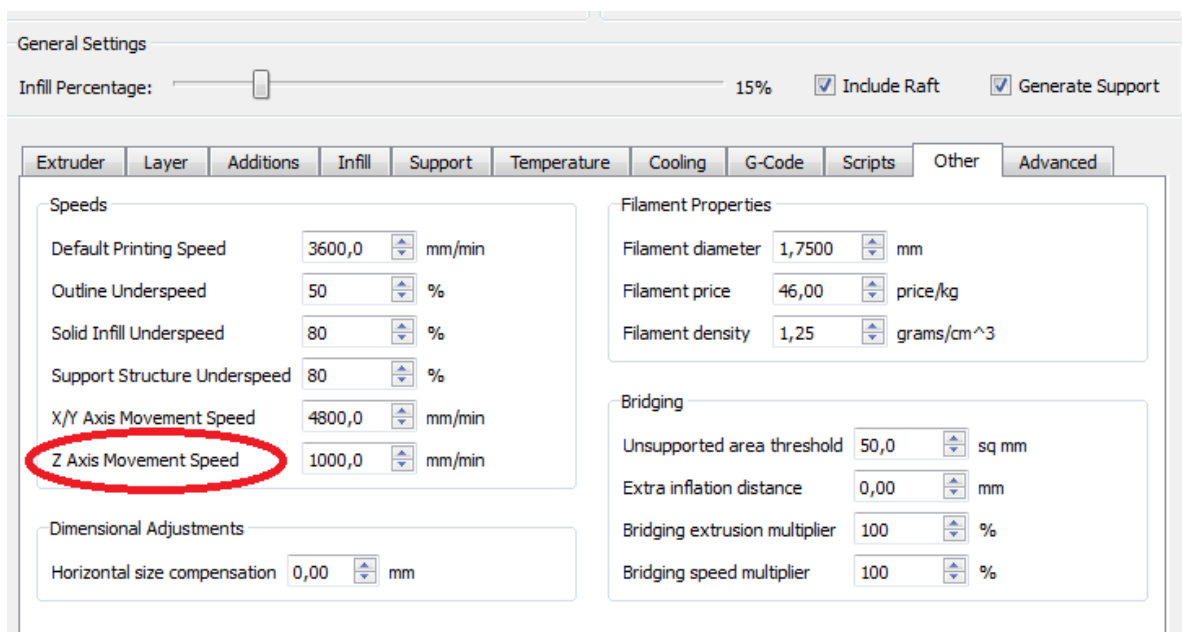 General Settings
Infill Percentage: 15% Include Raft Generate Support
Extruder Layer Additions Infill Support Temperature Cooling G-Code Scripts Other Advanced
Speeds
Default Printing Speed 3600,0 mm/min
Outline Underspeed 50 %
Solid Infill Underspeed 80 %
Support Structure Underspeed 80 %
X/Y Axis Movement Speed 4800,0 mm/min
Z Axis Movement Speed 1000,0 mm/min
Dimensional Adjustments
Horizontal size compensation 0,00 mm
Filament Properties
Filament diameter 1,7500 mm
Filament price 46,00 price/kg
Filament density 1,25 grams/cm^3
Bridging
Unsupported area threshold 50,0 sq mm
Extra inflation distance 0,00 mm
Bridging extrusion multiplier 100 %
Bridging speed multiplier 100 %